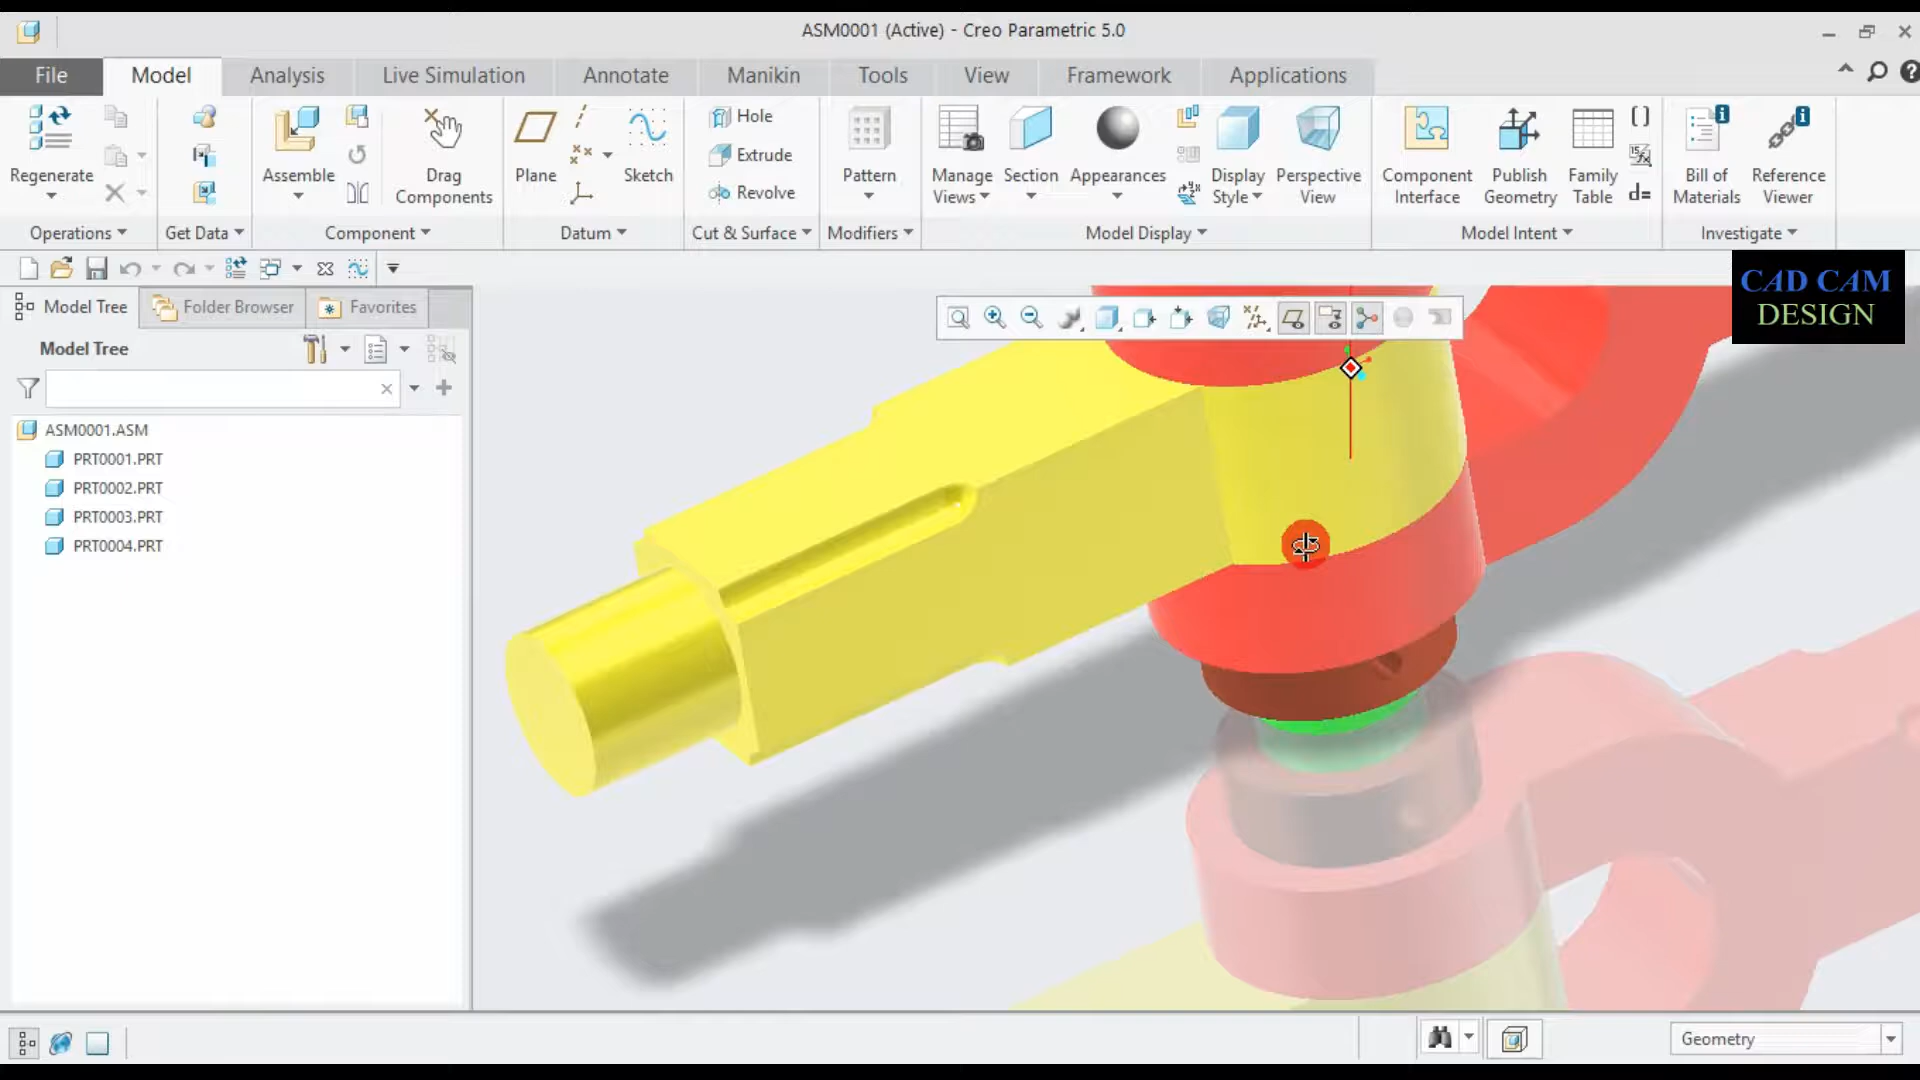 ASM0001 (Active) - Creo Parametric 5.0
File Model Analysis Live Simulation Annotate Manikin Tools View Framework Applications
Regenerate
Assemble
Drag
Components
Plane
Sketch
Hole
Extrude
Revolve
Pattern
Manage
Views
Section
Appearances
Display
Style
Perspective
View
Component
Interface
Publish
Geometry
Family
Table
d=
Bill of
Materials
Reference
Viewer
Operations Get Data Component Datum Cut & Surface Modifiers Model Display Model Intent Investigate
CAD CAM
DESIGN
Model Tree Folder Browser Favorites
Model Tree
ASM0001.ASM
PRT0001.PRT
PRT0002.PRT
PRT0003.PRT
PRT0004.PRT
Geometry